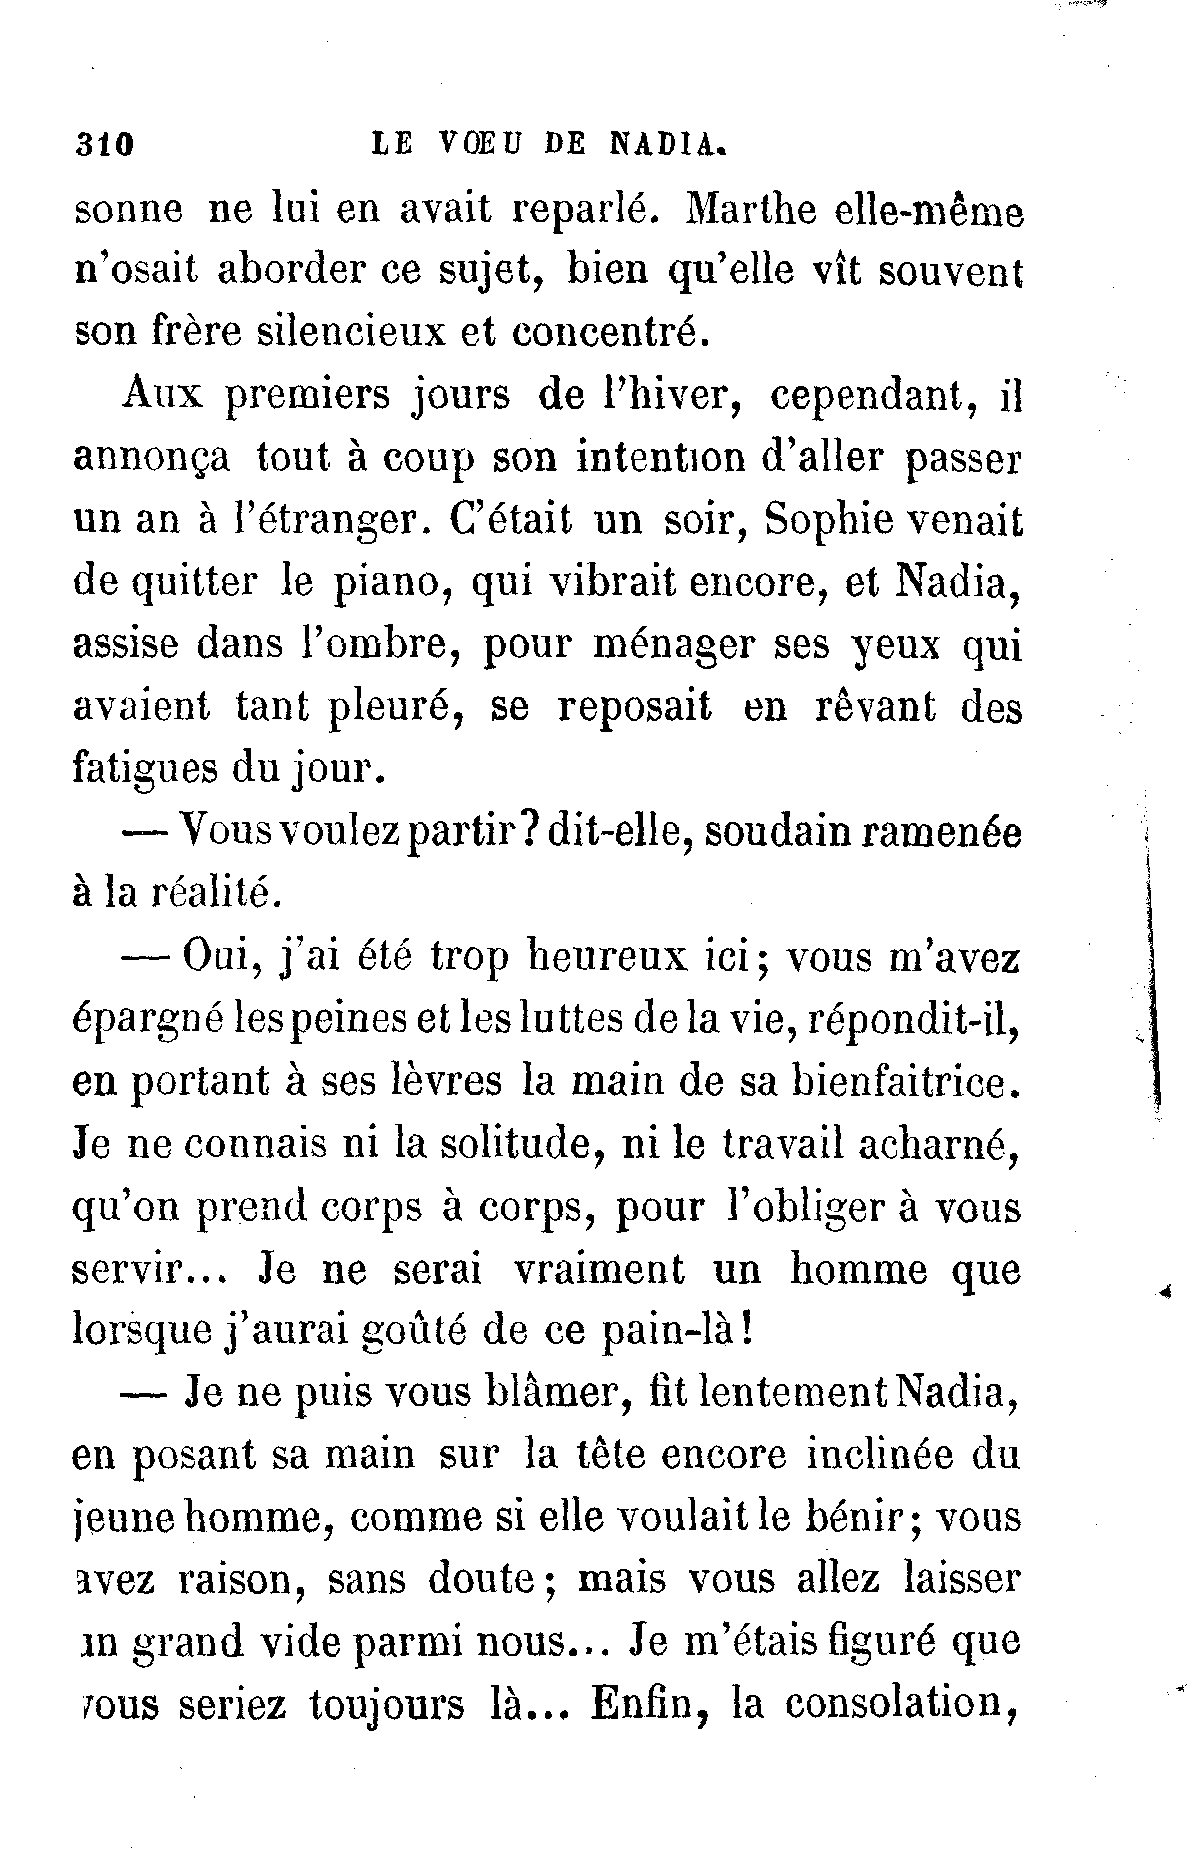 310 LE VŒU DE NADIA.
sonne ne lui en avait reparlé. Marthe elle-même
n'osait aborder ce sujet, bien qu'elle vît souvent
son frère silencieux et concentré.
Aux premiers jours de l'hiver, cependant, il
annonça tout à coup son intention d'aller passer
un an à l'étranger. C'était un soir, Sophie venait
de quitter le piano, qui vibrait encore, et Nadia,
assise dans l'ombre, pour ménager ses yeux qui
avaient tant pleuré, se reposait en rêvant des
fatigues du jour.
— Vous voulez partir? dit-elle, soudain ramenée
à la réalité.
— Oui, j'ai été trop heureux ici; vous m'avez
épargné les peines et les luttes de la vie, répondit-il,
en portant à ses lèvres la main de sa bienfaitrice.
Je ne connais ni la solitude, ni le travail acharné,
qu'on prend corps à corps, pour l'obliger à vous
servir... Je ne serai vraiment un homme que
lorsque j'aurai goûté de ce pain-là!
— Je ne puis vous blâmer, fit lentement Nadia,
en posant sa main sur la tête encore inclinée du
jeune homme, comme si elle voulait le bénir; vous
avez raison, sans doute; mais vous allez laisser
un grand vide parmi nous... Je m'étais figuré que
vous seriez toujours là... Enfin, la consolation,